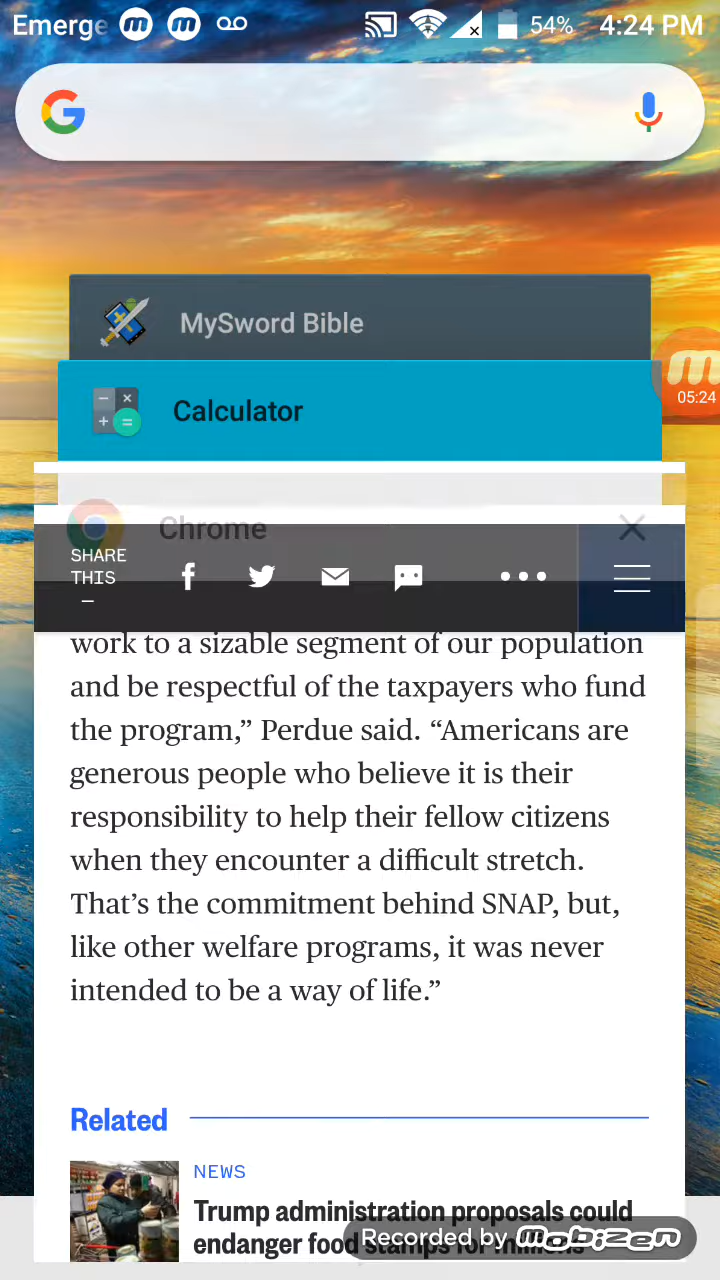 Emerge
54% 4:24 PM
MySword Bible
Calculator
05:24
Chrome
SHARE
THIS
work to a sizable segment of our population
and be respectful of the taxpayers who fund
the program,” Perdue said. “Americans are
generous people who believe it is their
responsibility to help their fellow citizens
when they encounter a difficult stretch.
That’s the commitment behind SNAP, but,
like other welfare programs, it was never
intended to be a way of life.”
Related
NEWS
Trump administration proposals could
endanger food stamps for millions
Recorded by mobizen